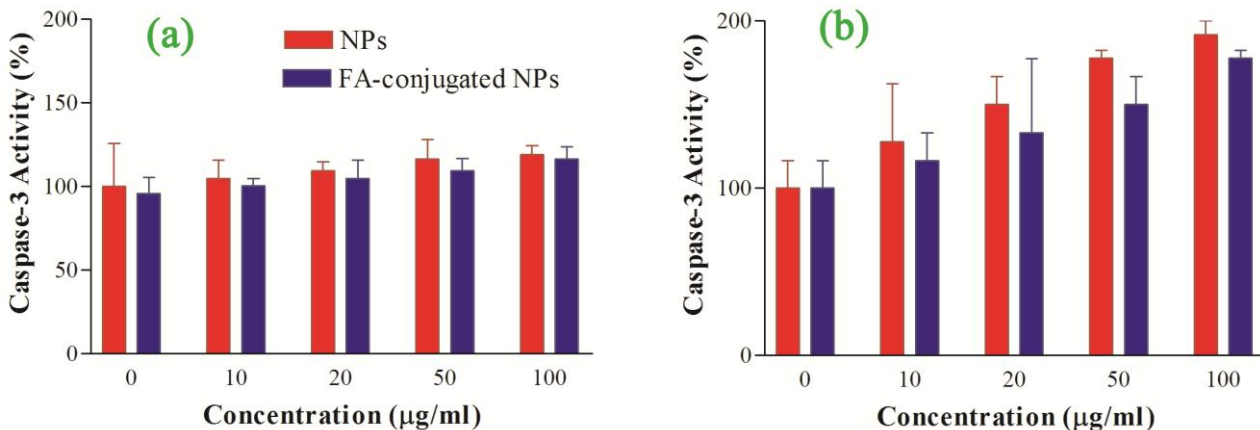 (a)
NPs
FA-conjugated NPs
Caspase-3 Activity (%)
200
150
100
50
0
0 10 20 50 100
Concentration (µg/ml)
(b)
Caspase-3 Activity (%)
200
100
0
0 10 20 50 100
Concentration (µg/ml)